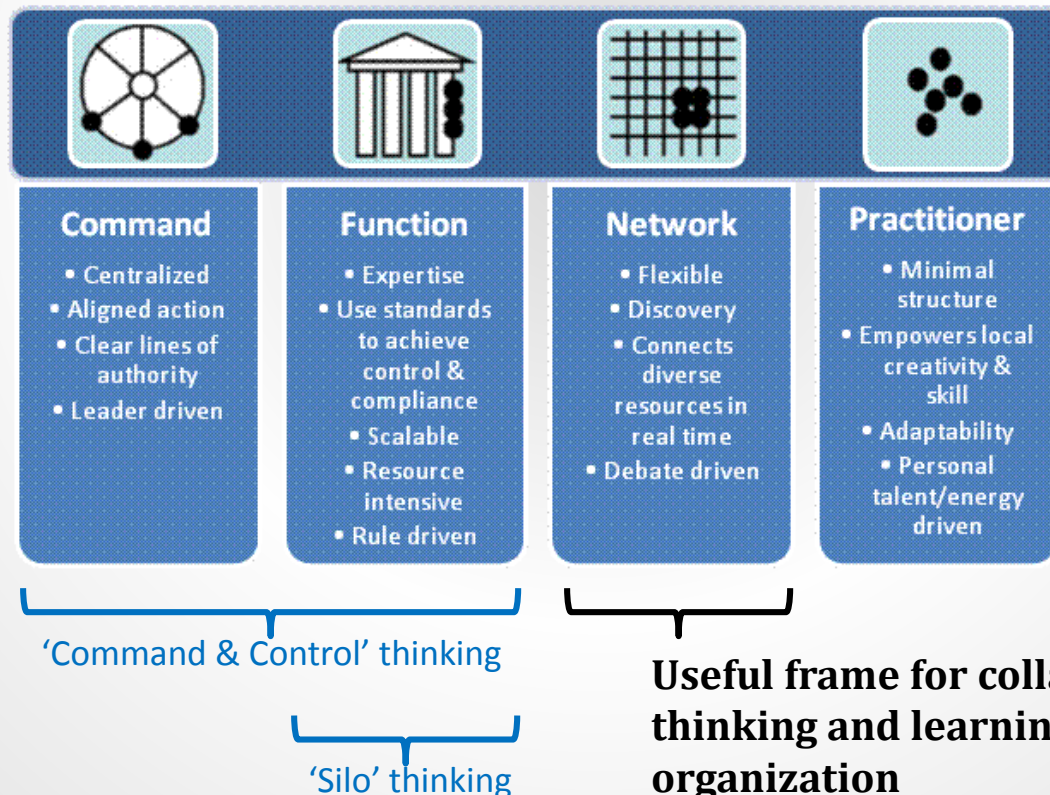 Command
• Centralized
• Aligned action
• Clear lines of
authority
• Leader driven
Function
• Expertise
• Use standards
to achieve
control &
compliance
• Scalable
• Resource
intensive
• Rule driven
Network
• Flexible
• Discovery
• Connects
diverse
resources in
real time
• Debate driven
Practitioner
• Minimal
structure
• Empowers local
creativity &
skill
• Adaptability
• Personal
talent/energy
driven
‘Command & Control’ thinking
‘Silo’ thinking
Useful frame for
thinking and
organization